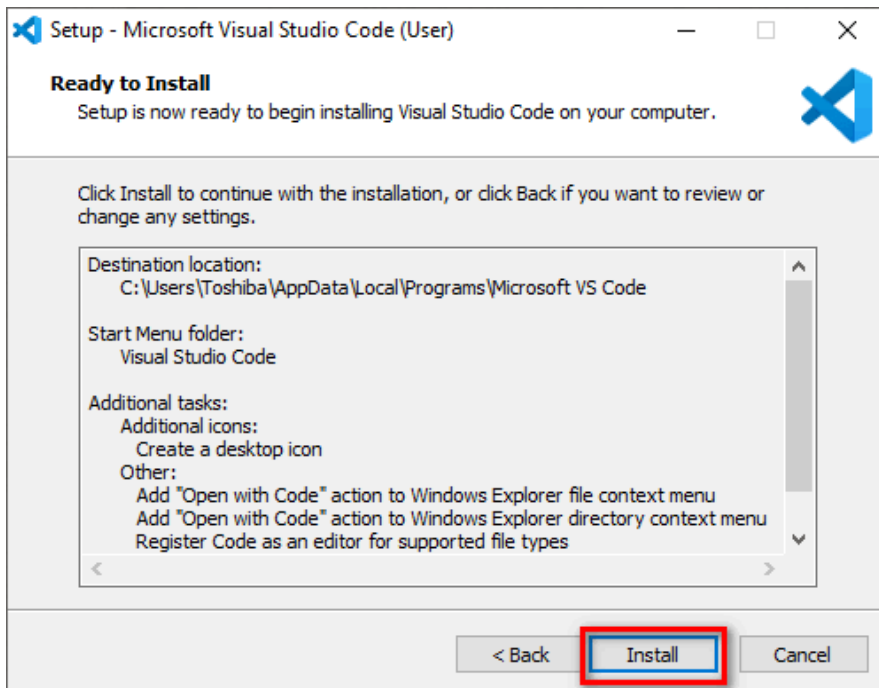 Setup - Microsoft Visual Studio Code (User)
Ready to Install
Setup is now ready to begin installing Visual Studio Code on your computer.
Click Install to continue with the installation, or click Back if you want to review or
change any settings.
Destination location:
C:\Users\Toshiba\AppData\Local\Programs\Microsoft VS Code
Start Menu folder:
Visual Studio Code
Additional tasks:
Additional icons:
Create a desktop icon
Other:
Add "Open with Code" action to Windows Explorer file context menu
Add "Open with Code" action to Windows Explorer directory context menu
Register Code as an editor for supported file types
< Back
Install
Cancel